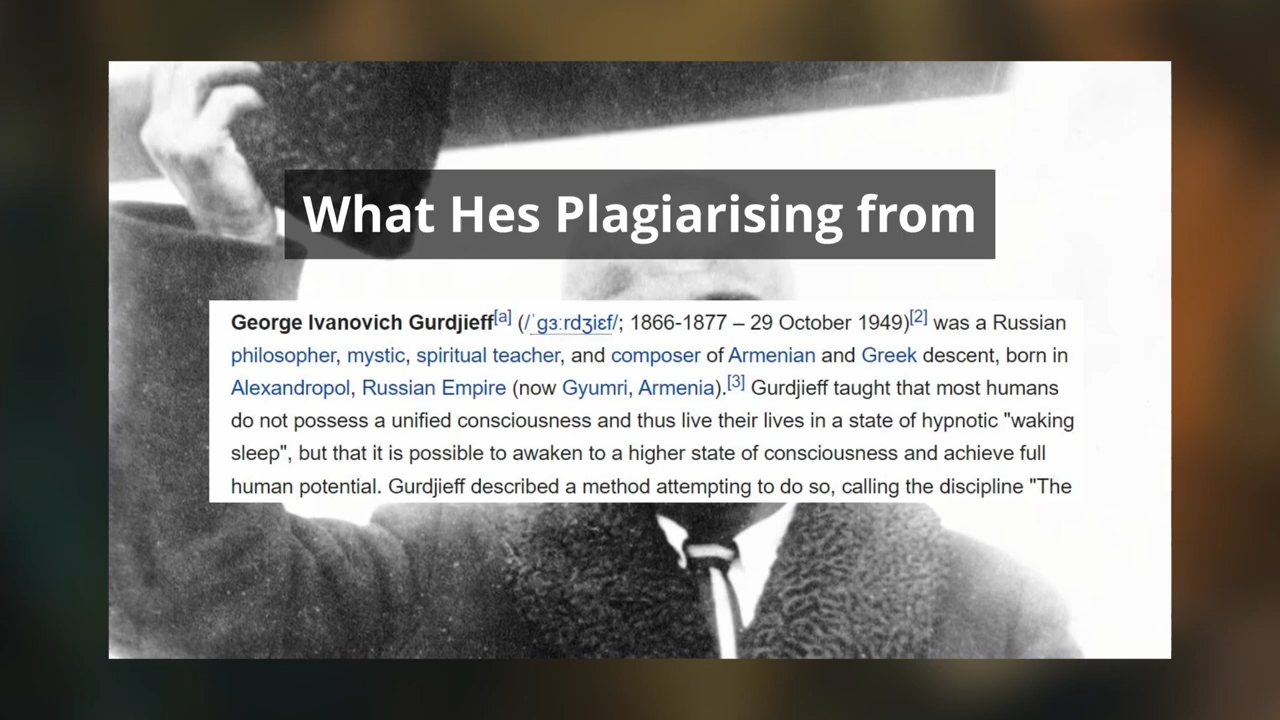 What Hes Plagiarising from
George Ivanovich Gurdjieff[a] (/ˈɡɜːrdʒiɛf/; 1866-1877 – 29 October 1949)[2] was a Russian
philosopher, mystic, spiritual teacher, and composer of Armenian and Greek descent, born in
Alexandropol, Russian Empire (now Gyumri, Armenia).[3] Gurdjieff taught that most humans
do not possess a unified consciousness and thus live their lives in a state of hypnotic "waking
sleep", but that it is possible to awaken to a higher state of consciousness and achieve full
human potential. Gurdjieff described a method attempting to do so, calling the discipline "The